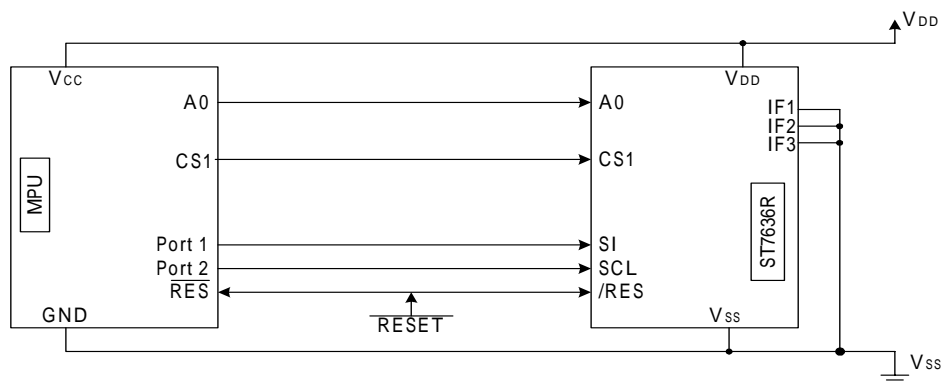 VDD
VCC
VDD
A0
A0
IF1
IF2
IF3
CS1
CS1
MPU
ST7636R
Port 1
SI
Port 2
SCL
RES
/RES
GND
RESET
VSS
VSS